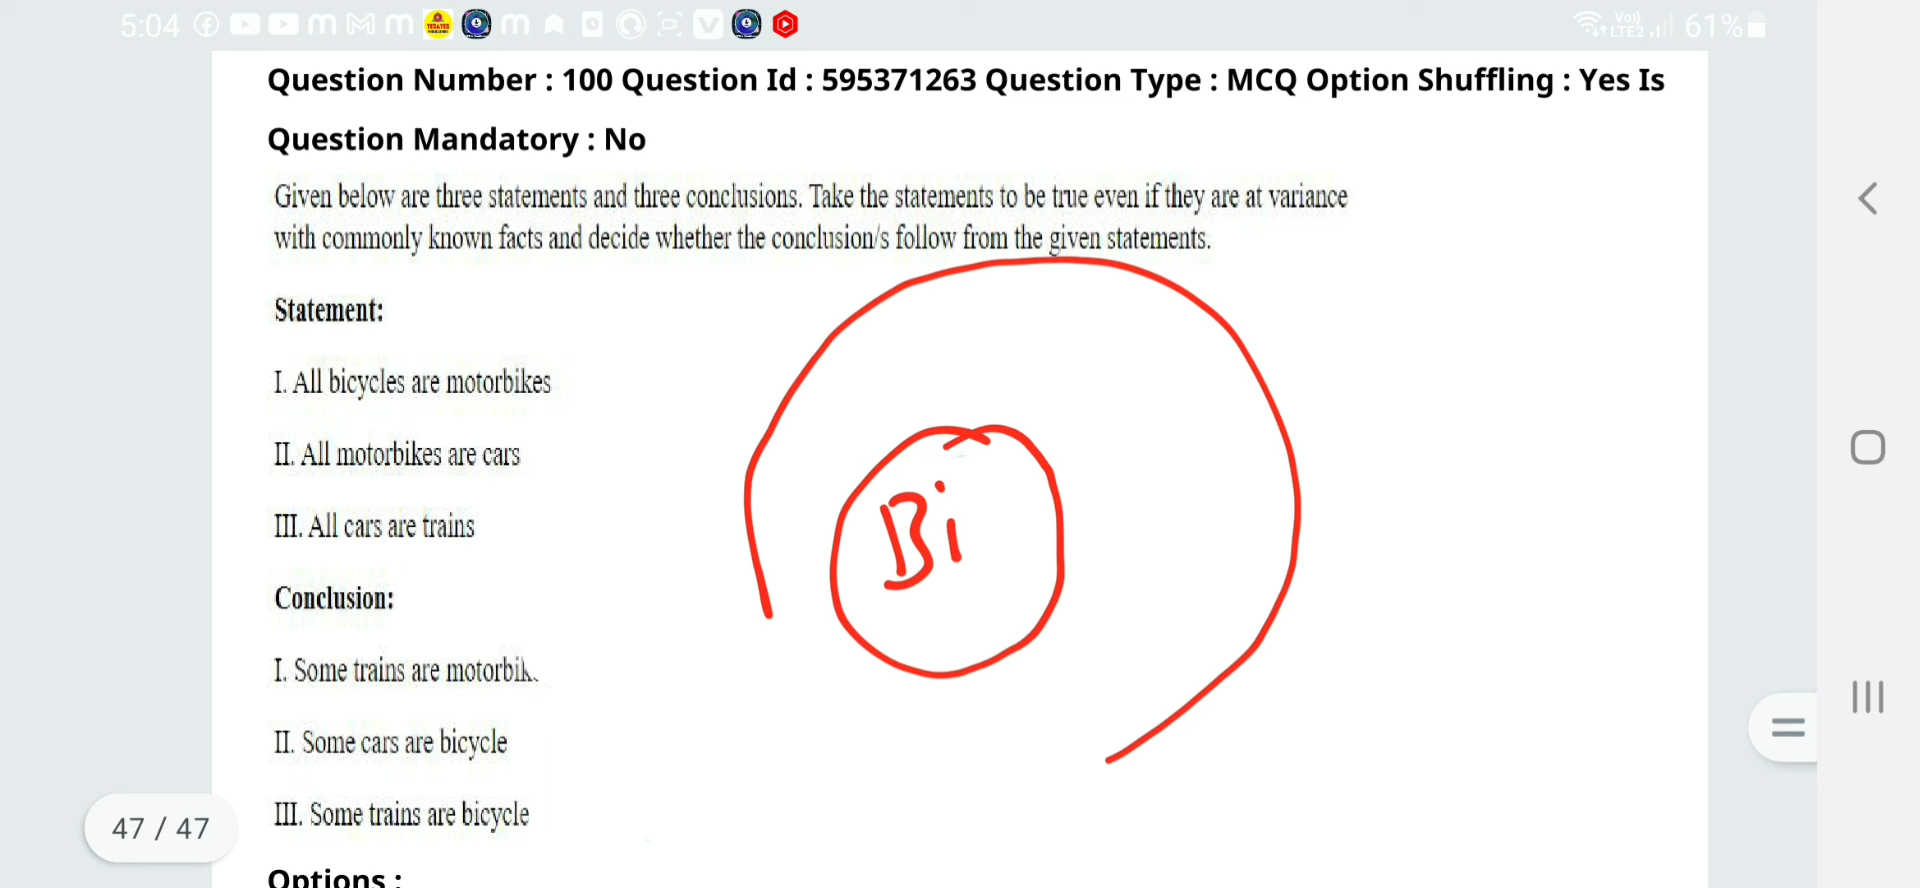 5:04
Vo)) LTE2 61%
Question Number : 100 Question Id : 595371263 Question Type : MCQ Option Shuffling : Yes Is
Question Mandatory : No
Given below are three statements and three conclusions. Take the statements to be true even if they are at variance
with commonly known facts and decide whether the conclusion/s follow from the given statements.
Statement:
I. All bicycles are motorbikes
II. All motorbikes are cars
III. All cars are trains
Bi
Conclusion:
I. Some trains are motorbik
II. Some cars are bicycle
III. Some trains are bicycle
47 / 47
Options :